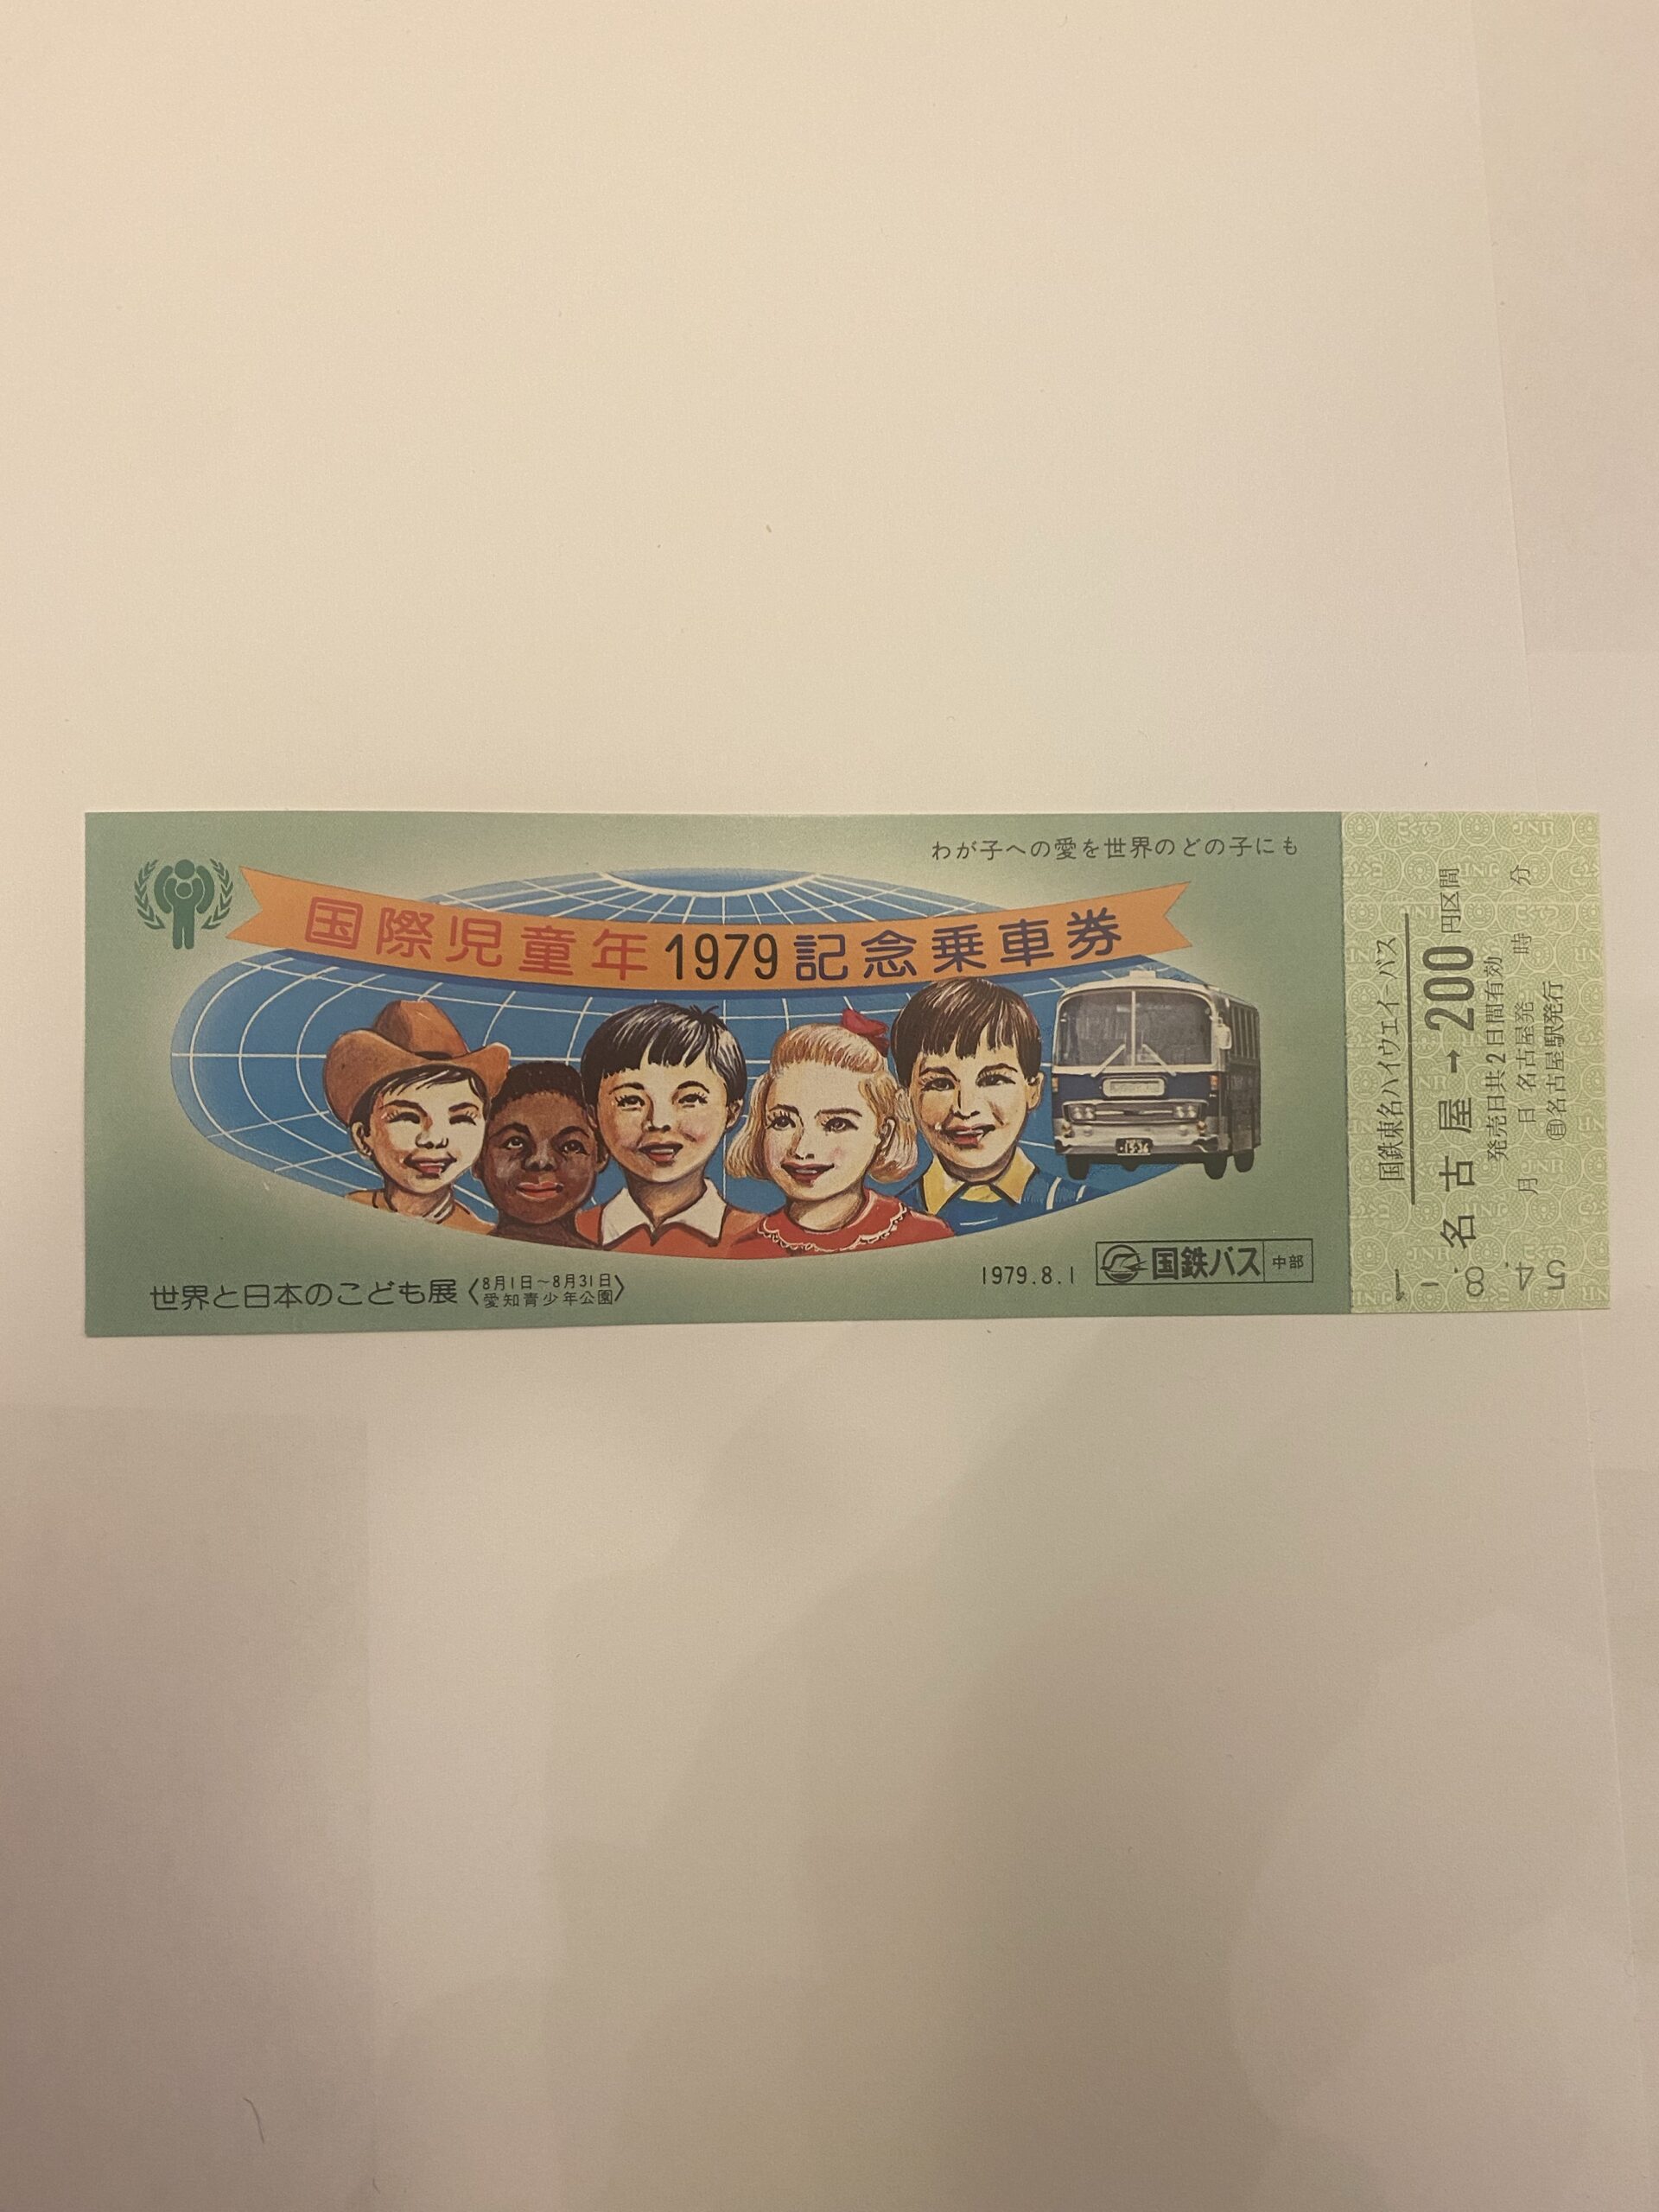 わが子への愛を世界のどの子にも
国際児童年1979記念乗車券
1534
世界と日本のこども展〈8月1日~8月31日
愛知青少年公園〉
1979.8.1
国鉄バス 中部
国鉄東名ハイウェイーバス
名古屋→200円区間
発売日共2日間有効
月 日 名古屋発 時 分
㊀名古屋駅発行
54.8.-1
JNR